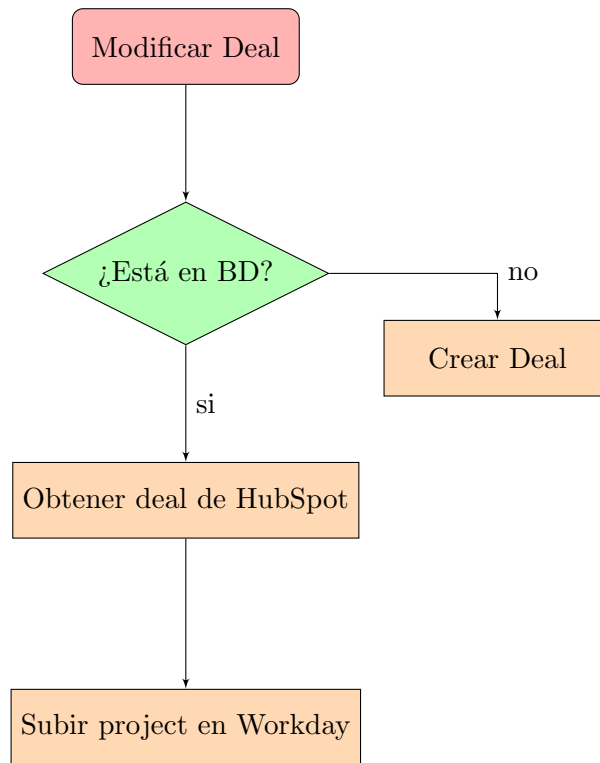 Modificar Deal
¿Está en BD?
no
Crear Deal
si
Obtener deal de HubSpot
Subir project en Workday